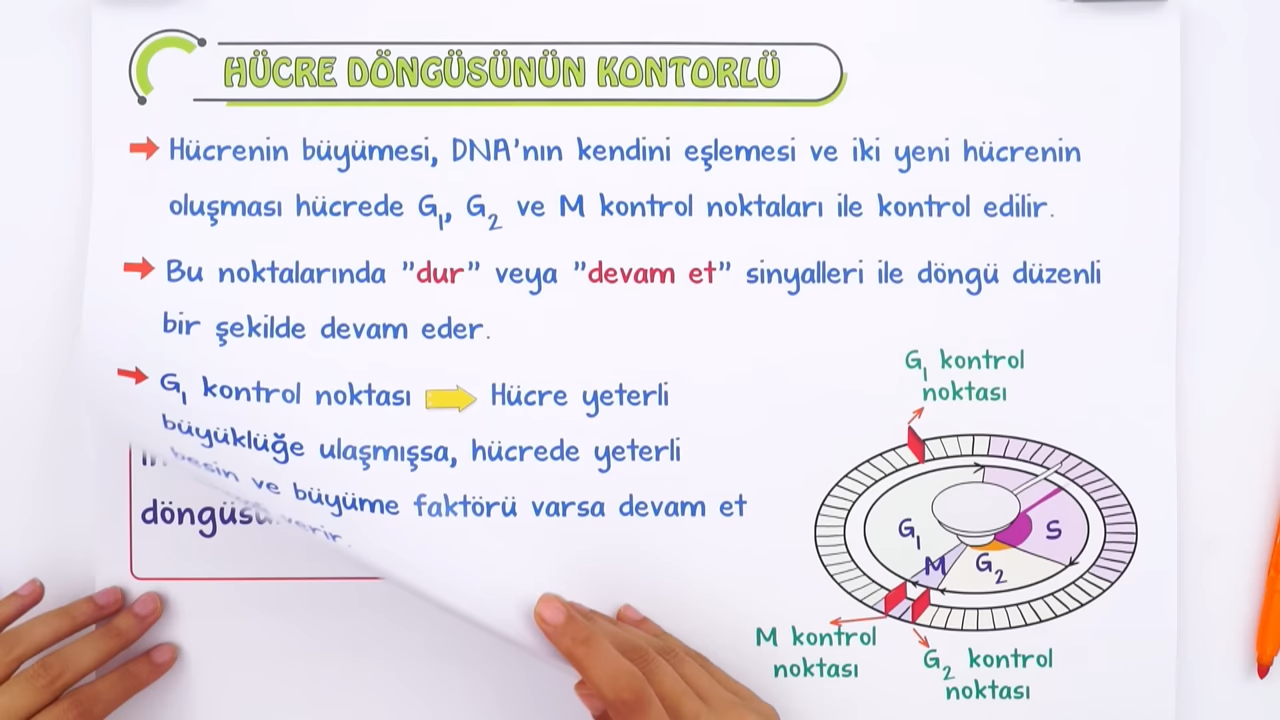 HÜCRE DÖNGÜSÜNÜN KONTORLÜ
Hücrenin büyümesi, DNA'nın kendini eşlemesi ve iki yeni hücrenin
oluşması hücrede G₁, G₂ ve M kontrol noktaları ile kontrol edilir.
Bu noktalarında "dur" veya "devam et" sinyalleri ile döngü düzenli
bir şekilde devam eder.
G₁ kontrol noktası Hücre yeterli
büyüklüğe ulaşmışsa, hücrede yeterli
besin ve büyüme faktörü varsa devam et
döngüsü
G₁ kontrol
noktası
G₁
S
M
G₂
M kontrol
noktası
G₂ kontrol
noktası